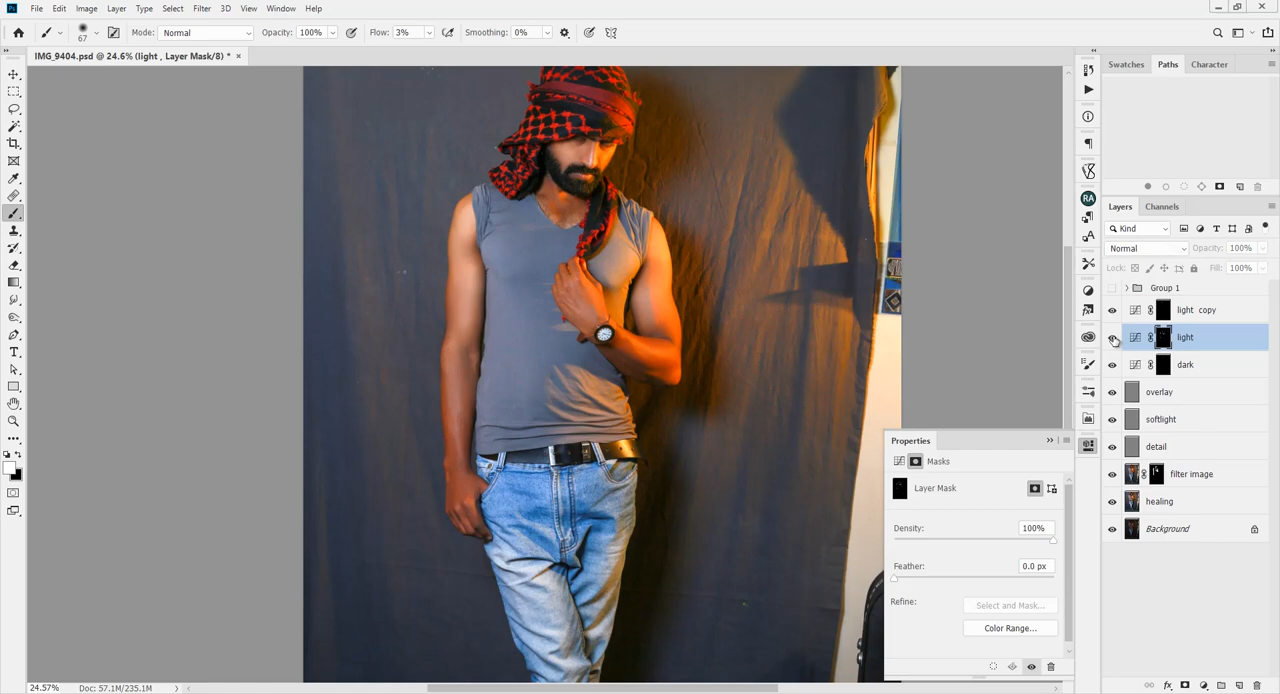 Ps File Edit Image Layer Type Select Filter 3D View Window Help
67 Mode: Normal Opacity: 100% Flow: 3% Smoothing: 0%
IMG_9404.psd @ 24.6% (light , Layer Mask/8) * ×
Swatches Paths Character
Layers Channels
Kind
Normal Opacity: 100%
Lock: Fill: 100%
Group 1
light copy
light
dark
overlay
softlight
detail
filter image
healing
Background
RA
Properties
Masks
Layer Mask
Density: 100%
Feather: 0.0 px
Refine: Select and Mask...
Color Range...
24.57% Doc: 57.1M/235.1M